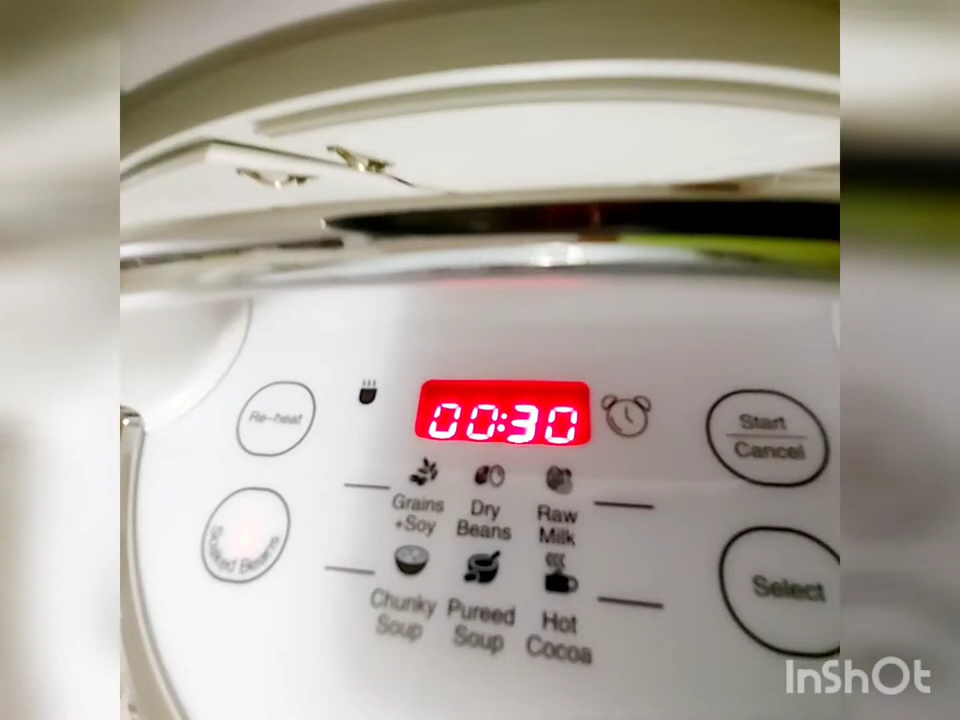 Re-heat
00:30
Start
Cancel
Grains
+Soy
Dry
Beans
Raw
Milk
Soaked Beans
Select
Chunky
Soup
Pureed
Soup
Hot
Cocoa
InShOt